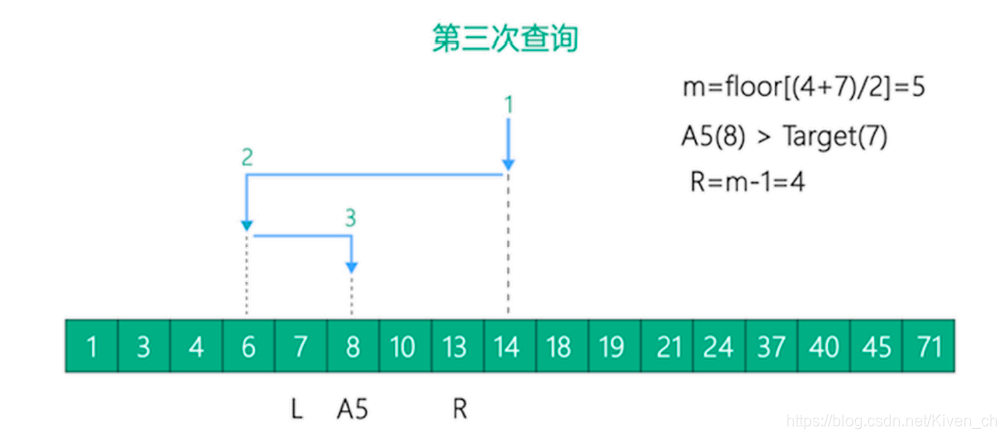 第三次查询
m=floor[(4+7)/2]=5
1
A5(8) > Target(7)
2
R=m-1=4
3
1 3 4 6 7 8 10 13 14 18 19 21 24 37 40 45 71
L A5 R
https://blog.csdn.net/Kiven_ch